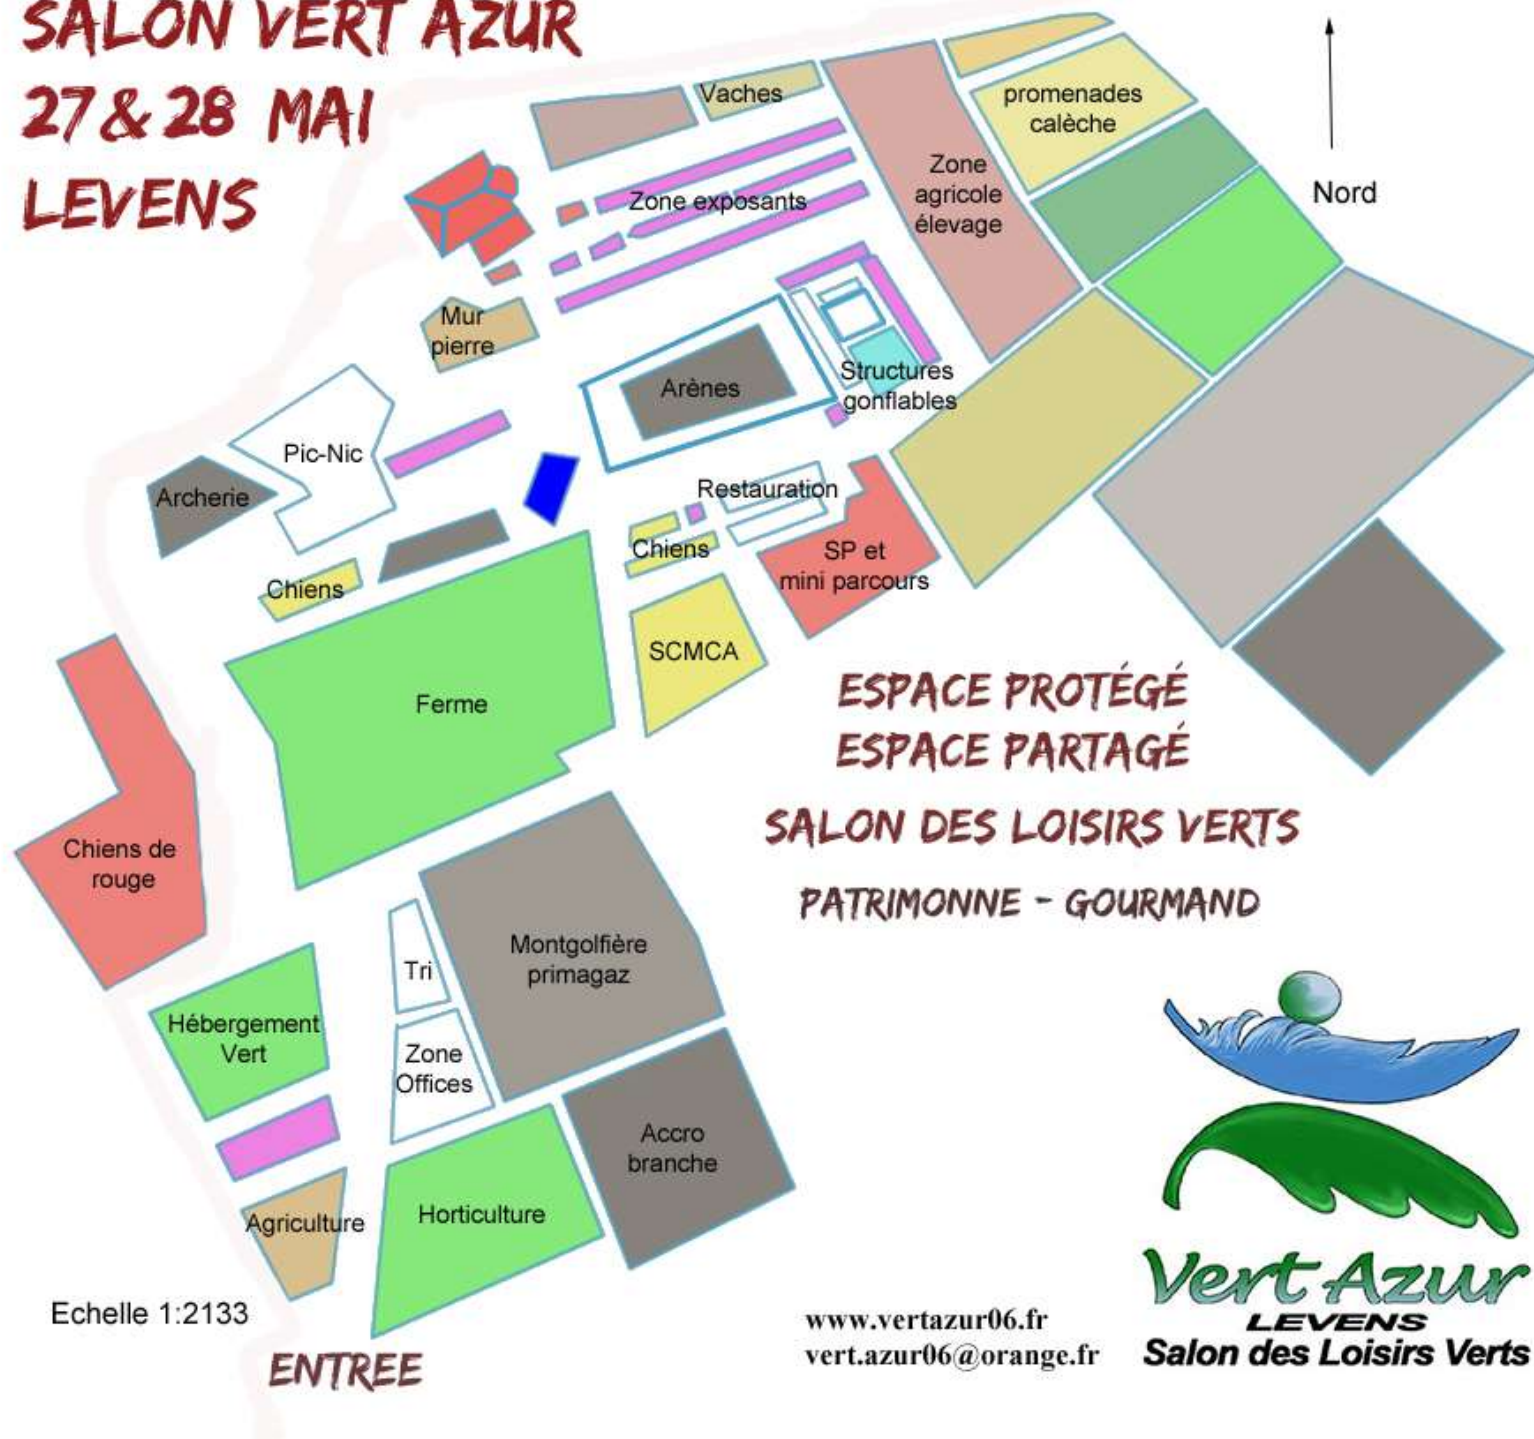 SALON VERT AZUR
27 & 28 MAI
LEVENS
Vaches
promenades
calèche
Nord
Zone
agricole
élevage
Zone exposants
Mur
pierre
Arènes
Structures
gonflables
Pic-Nic
Archerie
Restauration
Chiens
SP et
mini parcours
Chiens
SCMCA
Ferme
ESPACE PROTÉGÉ
ESPACE PARTAGÉ
SALON DES LOISIRS VERTS
PATRIMONNE - GOURMAND
Chiens de
rouge
Montgolfière
primagaz
Tri
Hébergement
Vert
Zone
Offices
Accro
branche
Agriculture
Horticulture
Echelle 1:2133
ENTREE
www.vertazur06.fr
vert.azur06@orange.fr
Vert Azur
LEVENS
Salon des Loisirs Verts